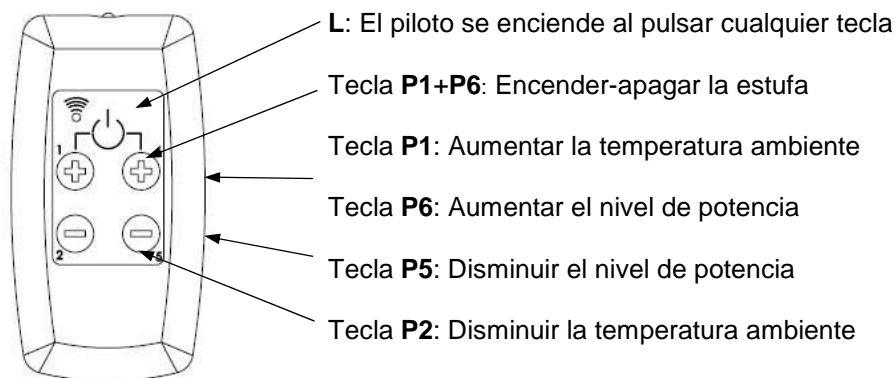 L: El piloto se enciende al pulsar cualquier tecla
Tecla P1+P6: Encender-apagar la estufa
Tecla P1: Aumentar la temperatura ambiente
Tecla P6: Aumentar el nivel de potencia
Tecla P5: Disminuir el nivel de potencia
Tecla P2: Disminuir la temperatura ambiente
1
2
5